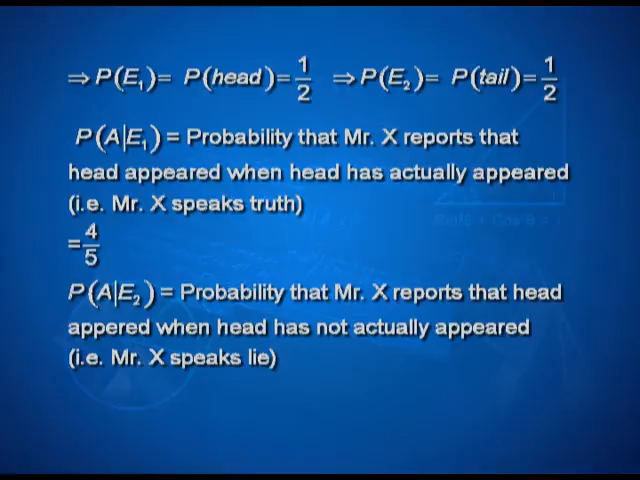 ⇒ P(E₁) = P(head) = 1/2 ⇒ P(E₂) = P(tail) = 1/2
P(A|E₁) = Probability that Mr. X reports that
head appeared when head has actually appeared
(i.e. Mr. X speaks truth)
= 4/5
P(A|E₂) = Probability that Mr. X reports that head
appered when head has not actually appeared
(i.e. Mr. X speaks lie)